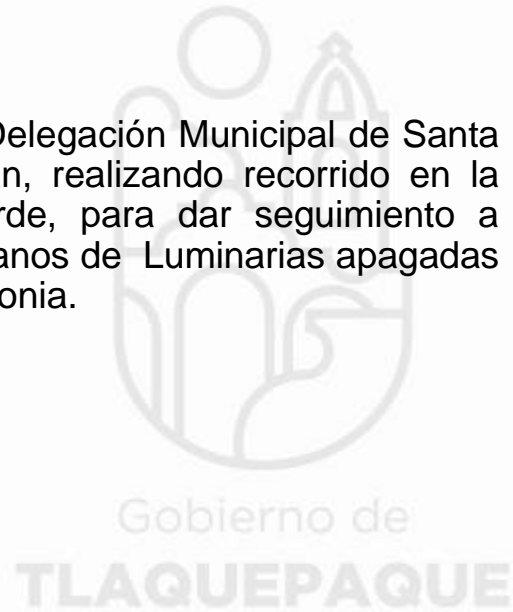 Delegación Municipal de Santa
n, realizando recorrido en la
rde, para dar seguimiento a
anos de Luminarias apagadas
onia.
Gobierno de
TLAQUEPAQUE